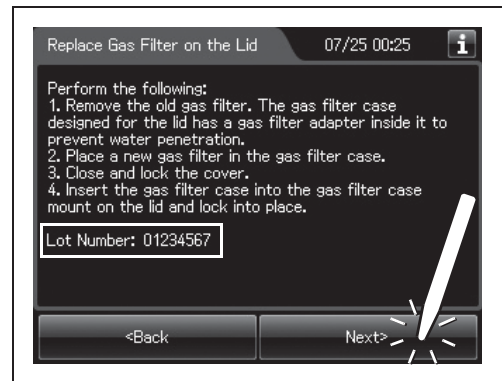 Replace Gas Filter on the Lid
07/25 00:25
i
Perform the following:
1. Remove the old gas filter. The gas filter case
designed for the lid has a gas filter adapter inside it to
prevent water penetration.
2. Place a new gas filter in the gas filter case.
3. Close and lock the cover.
4. Insert the gas filter case into the gas filter case
mount on the lid and lock into place.
Lot Number: 01234567
<Back
Next>